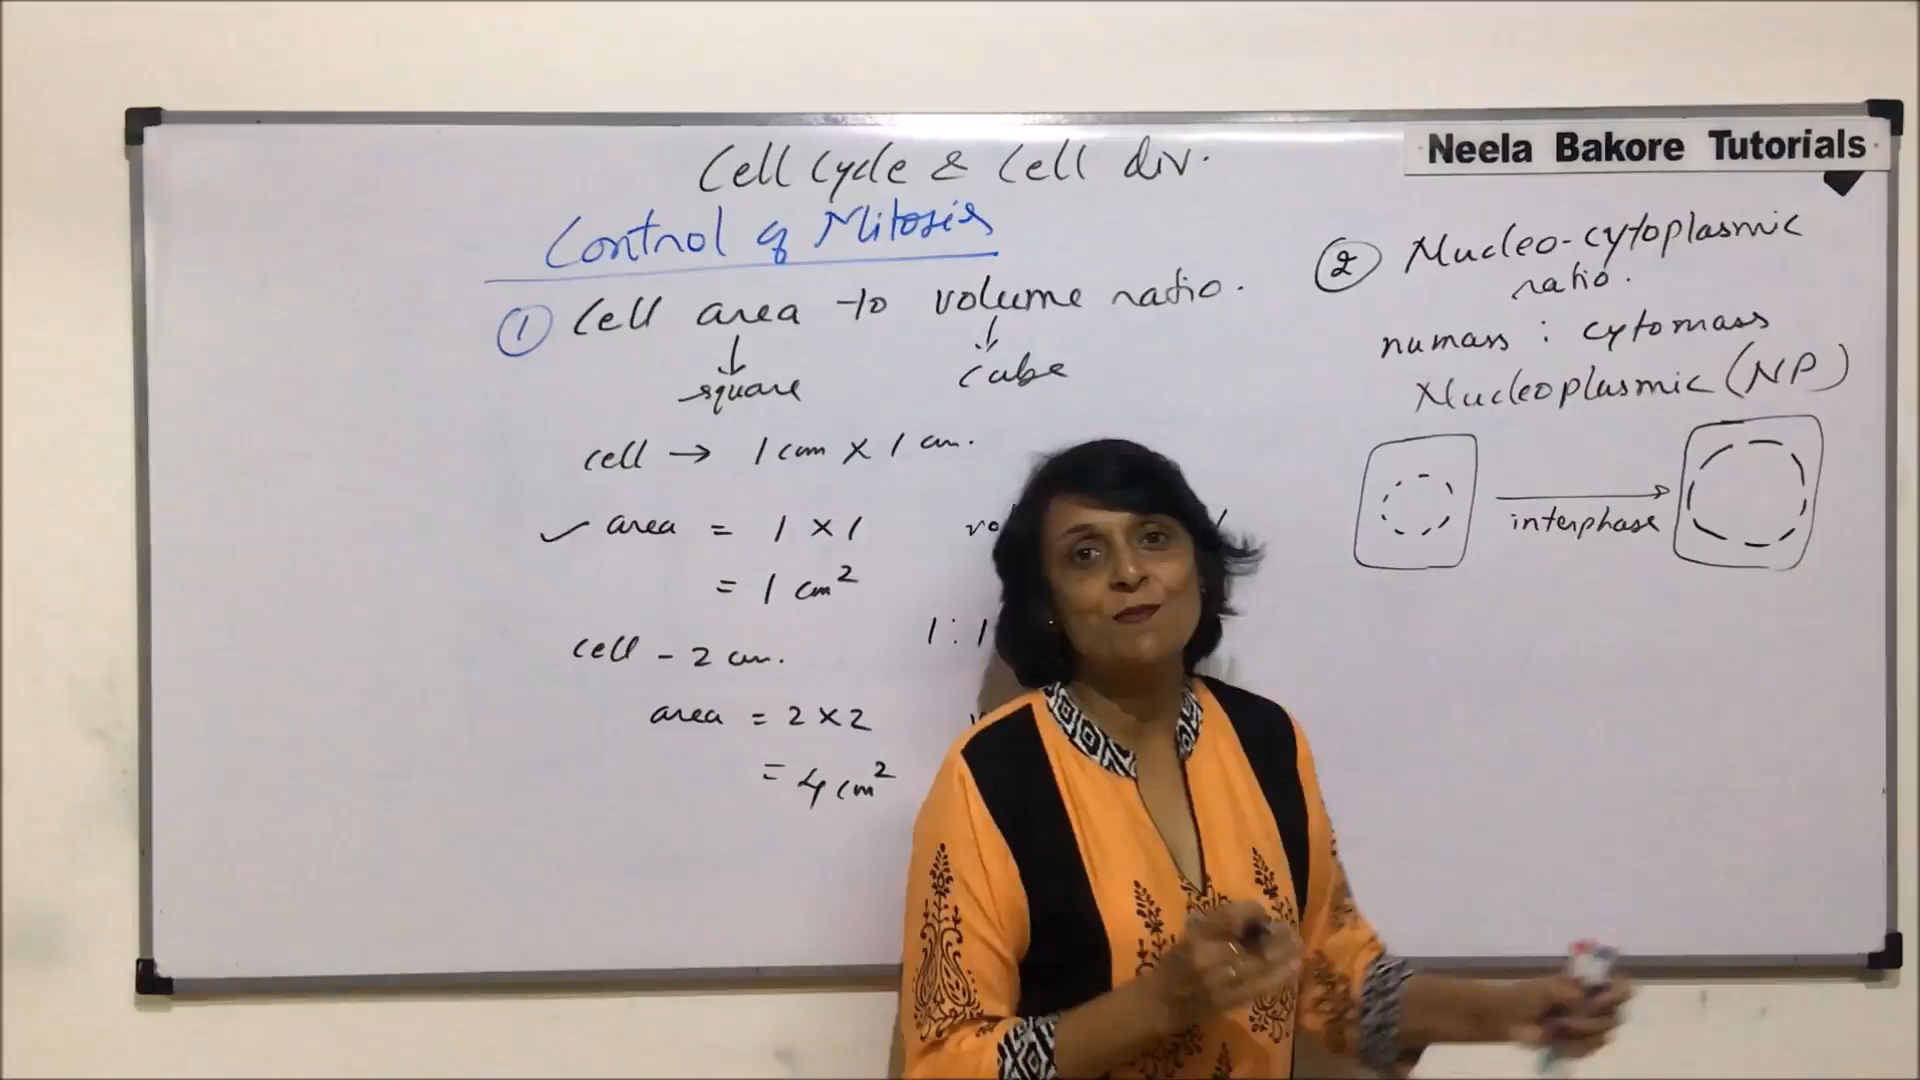 Neela Bakore Tutorials
Cell cycle & cell div.
Control of Mitosis
① Cell area to volume ratio.
↓ ↓
square cube
cell → 1 cm × 1 cm.
✓ area = 1 × 1
= 1 cm²
1 : 1
cell - 2 cm.
area = 2 × 2
= 4 cm²
② Nucleo-cytoplasmic
ratio.
numass : cytomass
Nucleoplasmic (NP)
interphase